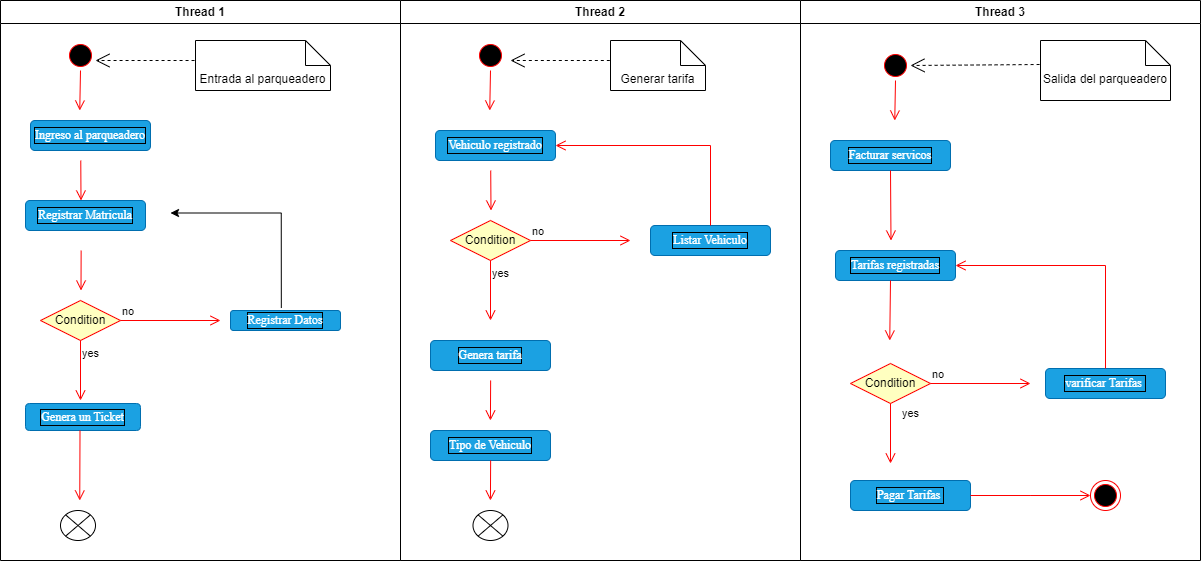 Thread 1
Entrada al parqueadero
Ingreso al parqueadero
Registrar Matricula
Condition
no
Registrar Datos
yes
Genera un Ticket
Thread 2
Generar tarifa
Vehiculo registrado
Condition
no
Listar Vehiculo
yes
Genera tarifa
Tipo de Vehiculo
Thread 3
Salida del parqueadero
Facturar servicos
Tarifas registradas
Condition
no
varificar Tarifas
yes
Pagar Tarifas